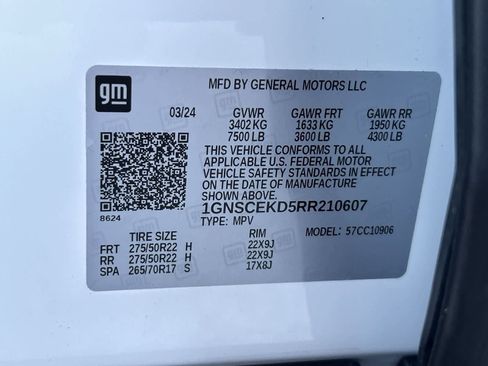 gm
MFD BY GENERAL MOTORS LLC
03/24 GVWR GAWR FRT GAWR RR
3402 KG 1633 KG 1950 KG
7500 LB 3600 LB 4300 LB
THIS VEHICLE CONFORMS TO ALL
APPLICABLE U.S. FEDERAL MOTOR
VEHICLE SAFETY STANDARDS IN EFFECT
ON THE DATE OF MANUFACTURE
1GNSCEKD5RR210607
8624
TYPE: MPV MODEL: 57CC10906
TIRE SIZE RIM
FRT 275/50R22 H 22X9J
RR 275/50R22 H 22X9J
SPA 265/70R17 S 17X8J